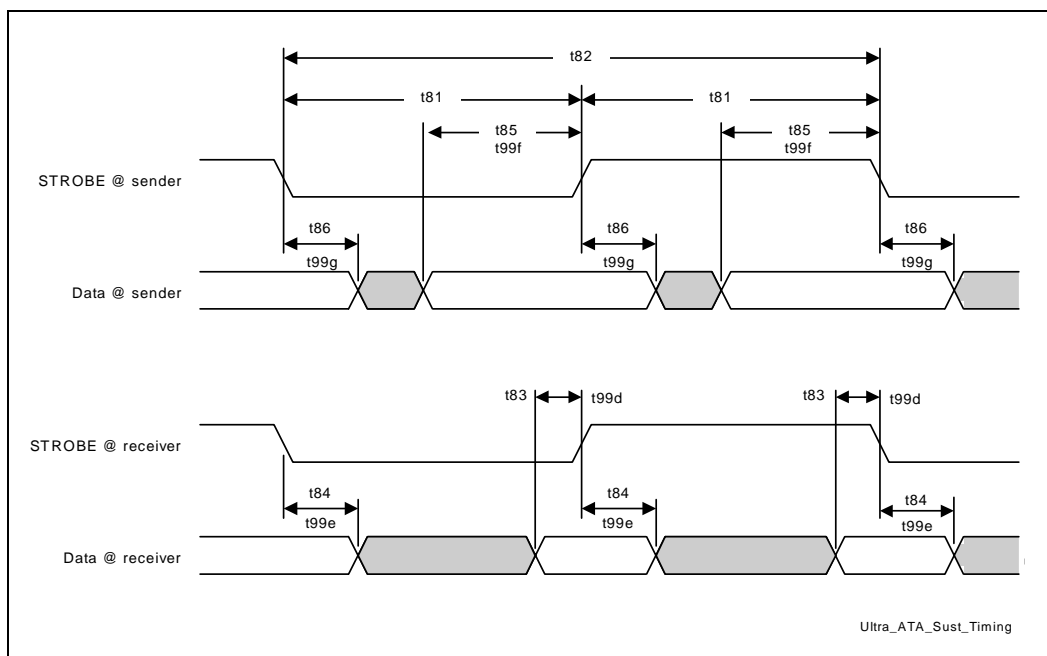 t82
t81 t81
t85 t85
t99f t99f
STROBE @ sender
t86 t86 t86
t99g t99g t99g
Data @ sender
t83 t99d t83 t99d
STROBE @ receiver
t84 t84 t84
t99e t99e t99e
Data @ receiver
Ultra_ATA_Sust_Timing